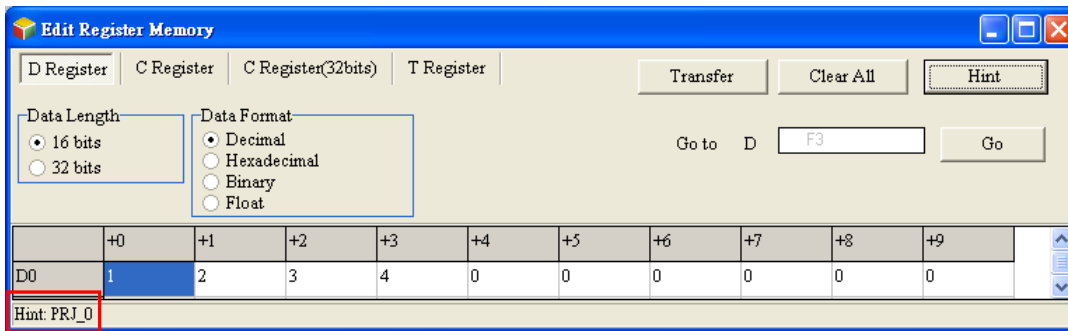 Edit Register Memory
D Register C Register C Register(32bits) T Register Transfer Clear All Hint
Data Length Data Format
16 bits Decimal Go to D F3 Go
32 bits Hexadecimal
Binary
Float
+0 +1 +2 +3 +4 +5 +6 +7 +8 +9
D0 1 2 3 4 0 0 0 0 0 0
Hint: PRJ_0